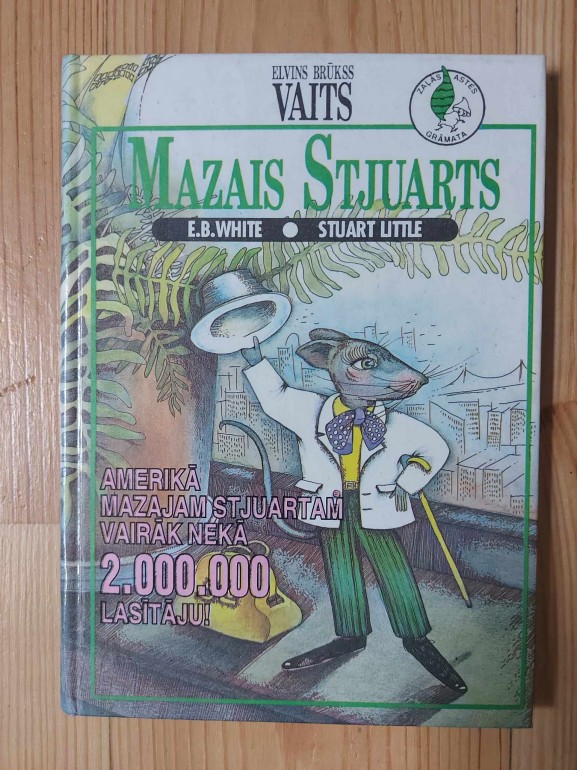 ELVINS BRŪKSS
VAITS
ZAĻĀS ASTES
GRĀMATA
MAZAIS STJUARTS
E.B.WHITE ● STUART LITTLE
AMERIKĀ
MAZAJAM STJUARTAM
VAIRĀK NEKĀ
2.000.000
LASĪTĀJU!